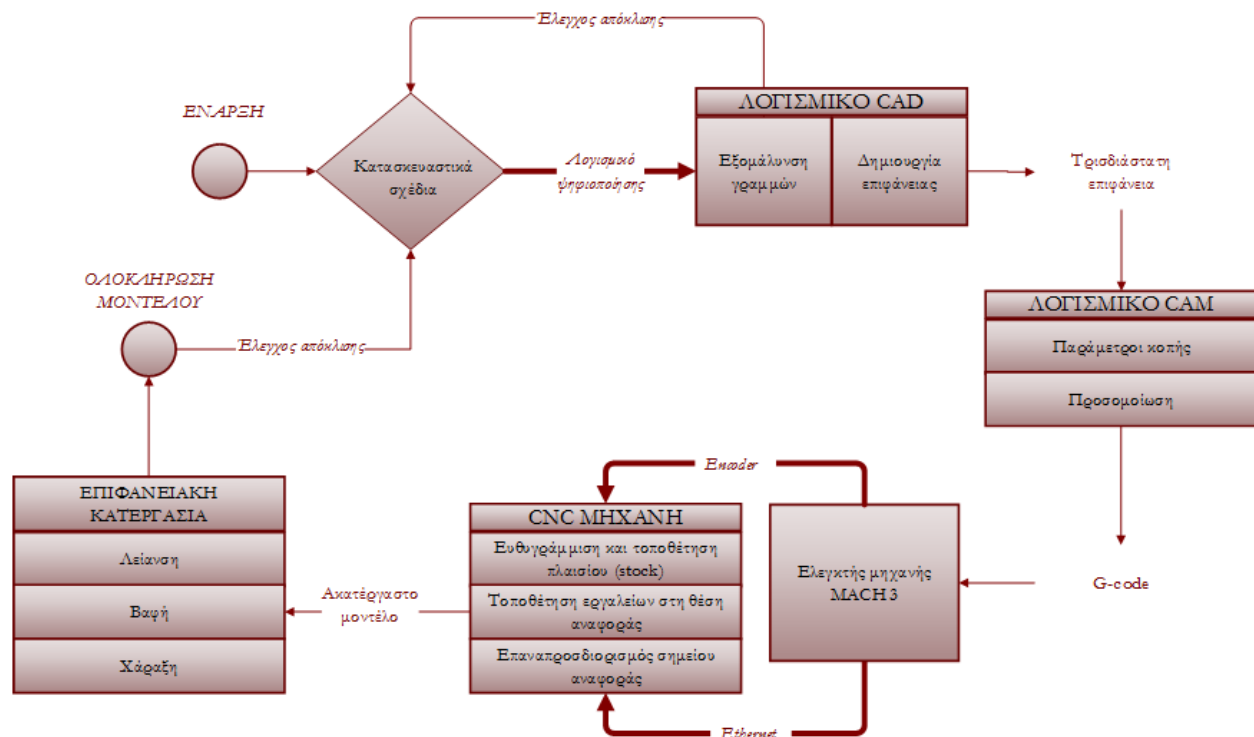 Έλεγχος απόκλισης
ΕΝΑΡΞΗ
Κατασκευαστικά
σχέδια
Λογισμικό
ψηφιοποίησης
ΛΟΓΙΣΜΙΚΟ CAD
Εξομάλυνση
γραμμών
Δημιουργία
επιφάνειας
Τρισδιάστατη
επιφάνεια
ΟΛΟΚΛΗΡΩΣΗ
ΜΟΝΤΕΛΟΥ
Έλεγχος απόκλισης
ΛΟΓΙΣΜΙΚΟ CAM
Παράμετροι κοπής
Προσομοίωση
G-code
Ελεγκτής μηχανής
MACH 3
Encoder
Ethernet
CNC ΜΗΧΑΝΗ
Ευθυγράμμιση και τοποθέτηση
πλαισίου (stock)
Τοποθέτηση εργαλείων στη θέση
αναφοράς
Επαναπροσδιορισμός σημείου
αναφοράς
Ακατέργαστο
μοντέλο
ΕΠΙΦΑΝΕΙΑΚΗ
ΚΑΤΕΡΓΑΣΙΑ
Λείανση
Βαφή
Χάραξη